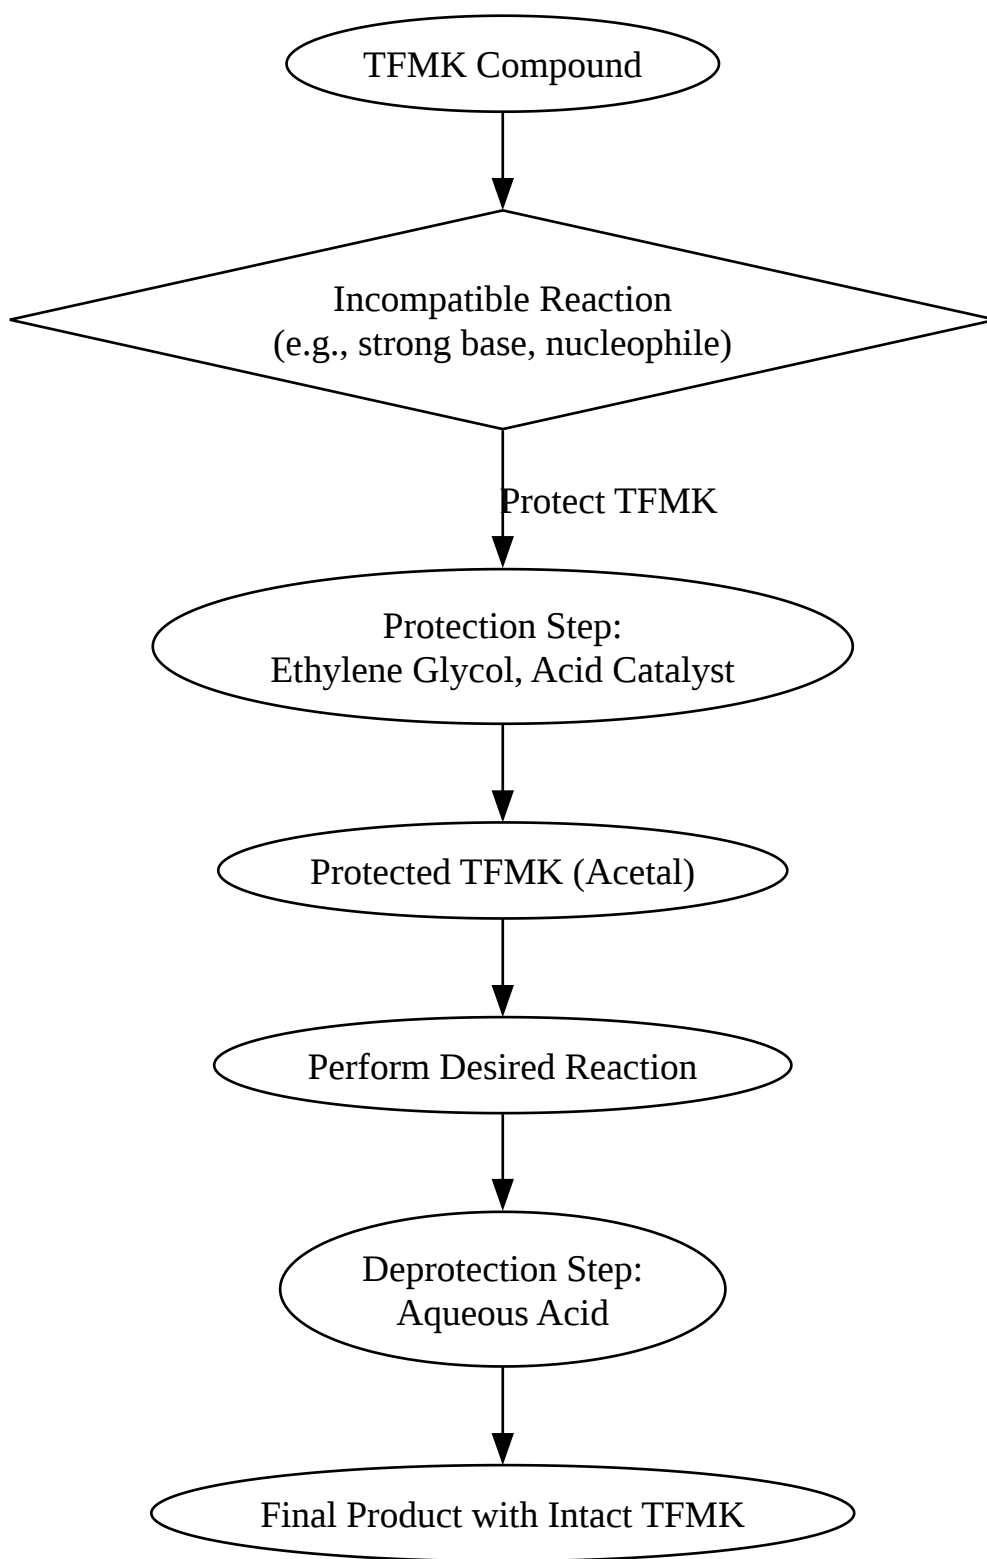 TFMK Compound
Incompatible Reaction
(e.g., strong base, nucleophile)
Protect TFMK
Protection Step:
Ethylene Glycol, Acid Catalyst
Protected TFMK (Acetal)
Perform Desired Reaction
Deprotection Step:
Aqueous Acid
Final Product with Intact TFMK